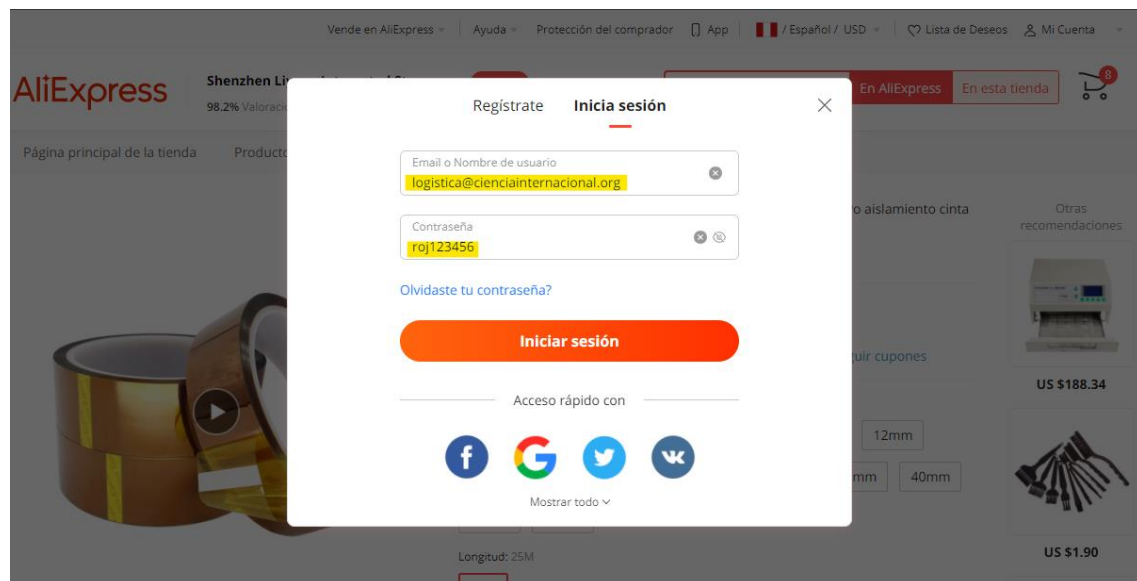 Vende en AliExpress Ayuda Protección del comprador App / Español / USD Lista de Deseos Mi Cuenta
AliExpress
Shenzhen
98.2%
En AliExpress En esta tienda 8
Regístrate Inicia sesión
Página principal de la tienda
Email o Nombre de usuario
logistica@cienciainternacional.org
Contraseña
roj123456
Olvidaste tu contraseña?
Iniciar sesión
Acceso rápido con
Mostrar todo
aislamiento cinta
Otras
recomendaciones
cupones
US $188.34
12mm
40mm
Longitud: 25M
US $1.90